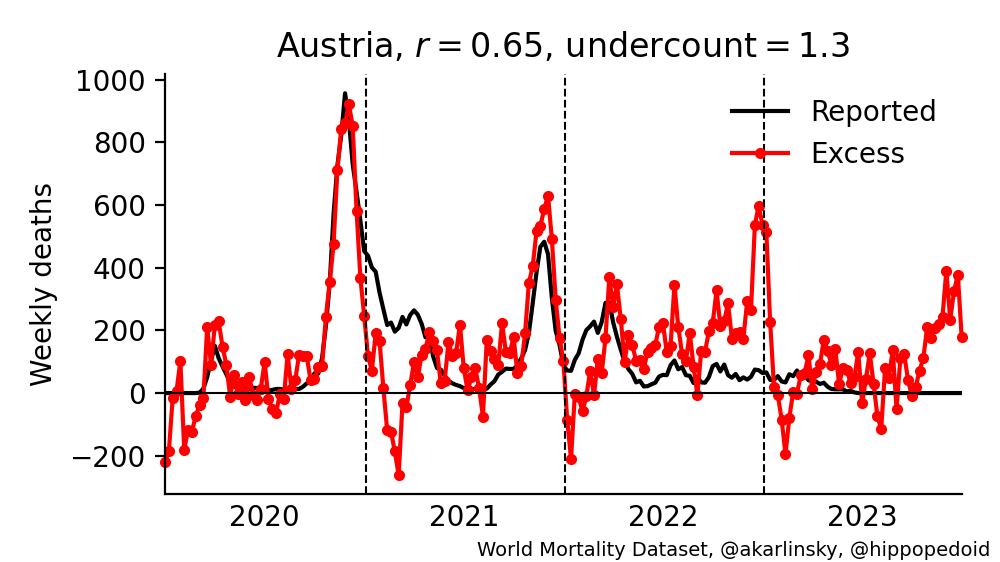 Austria, r = 0.65, undercount = 1.3
Weekly deaths
1000
800
600
400
200
0
−200
Reported
Excess
2020 2021 2022 2023
World Mortality Dataset, @akarlinsky, @hippopedoid